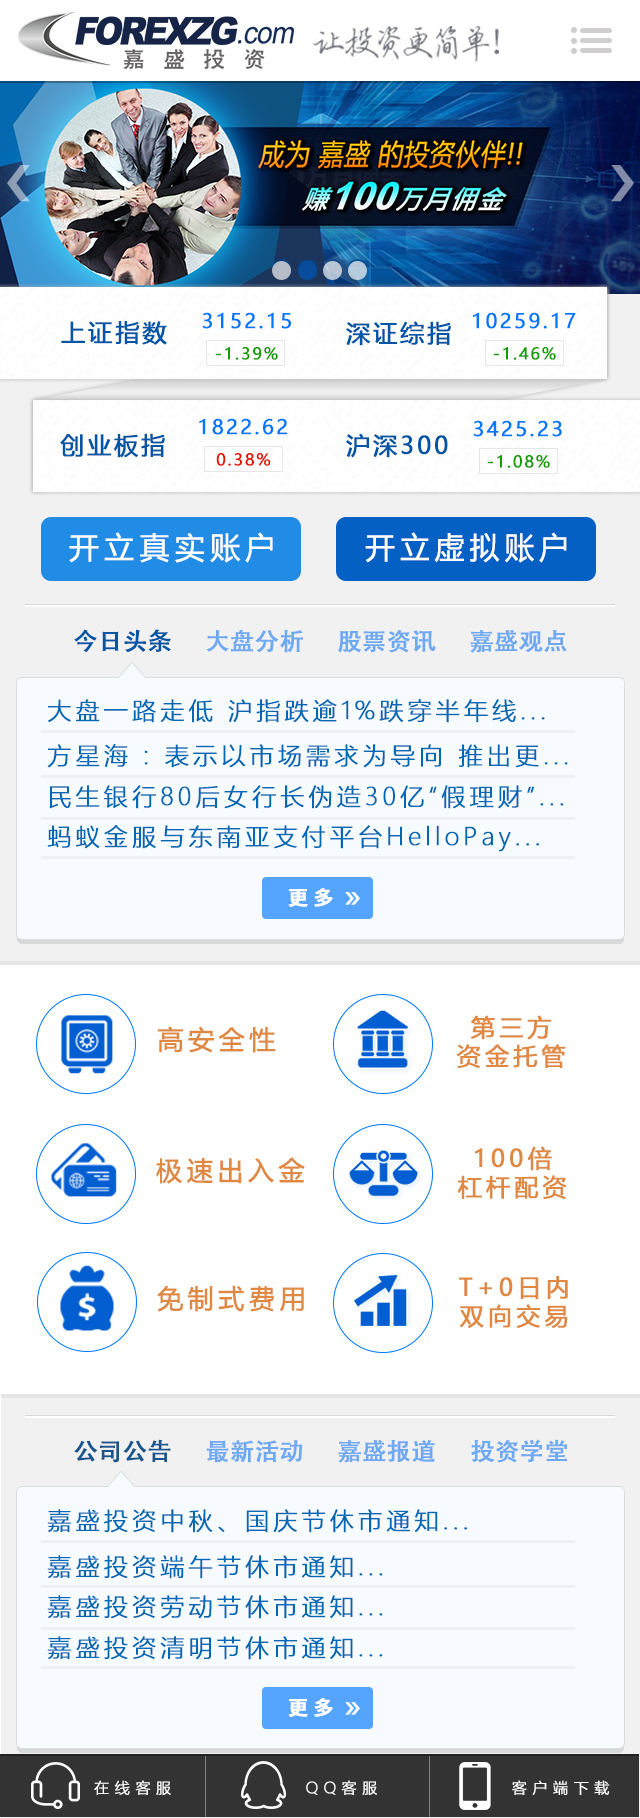 FOREXZG.com
嘉盛投资
让投资更简单!
成为 嘉盛 的投资伙伴!!
赚100万月佣金
上证指数 3152.15 -1.39%
深证综指 10259.17 -1.46%
创业板指 1822.62 0.38%
沪深300 3425.23 -1.08%
开立真实账户 开立虚拟账户
今日头条 大盘分析 股票资讯 嘉盛观点
大盘一路走低 沪指跌逾1%跌穿半年线...
方星海：表示以市场需求为导向 推出更...
民生银行80后女行长伪造30亿“假理财”...
蚂蚁金服与东南亚支付平台HelloPay...
更多 »
高安全性
第三方
资金托管
极速出入金
100倍
杠杆配资
免制式费用
T+0日内
双向交易
公司公告 最新活动 嘉盛报道 投资学堂
嘉盛投资中秋、国庆节休市通知...
嘉盛投资端午节休市通知...
嘉盛投资劳动节休市通知...
嘉盛投资清明节休市通知...
更多 »
在线客服 QQ客服 客户端下载